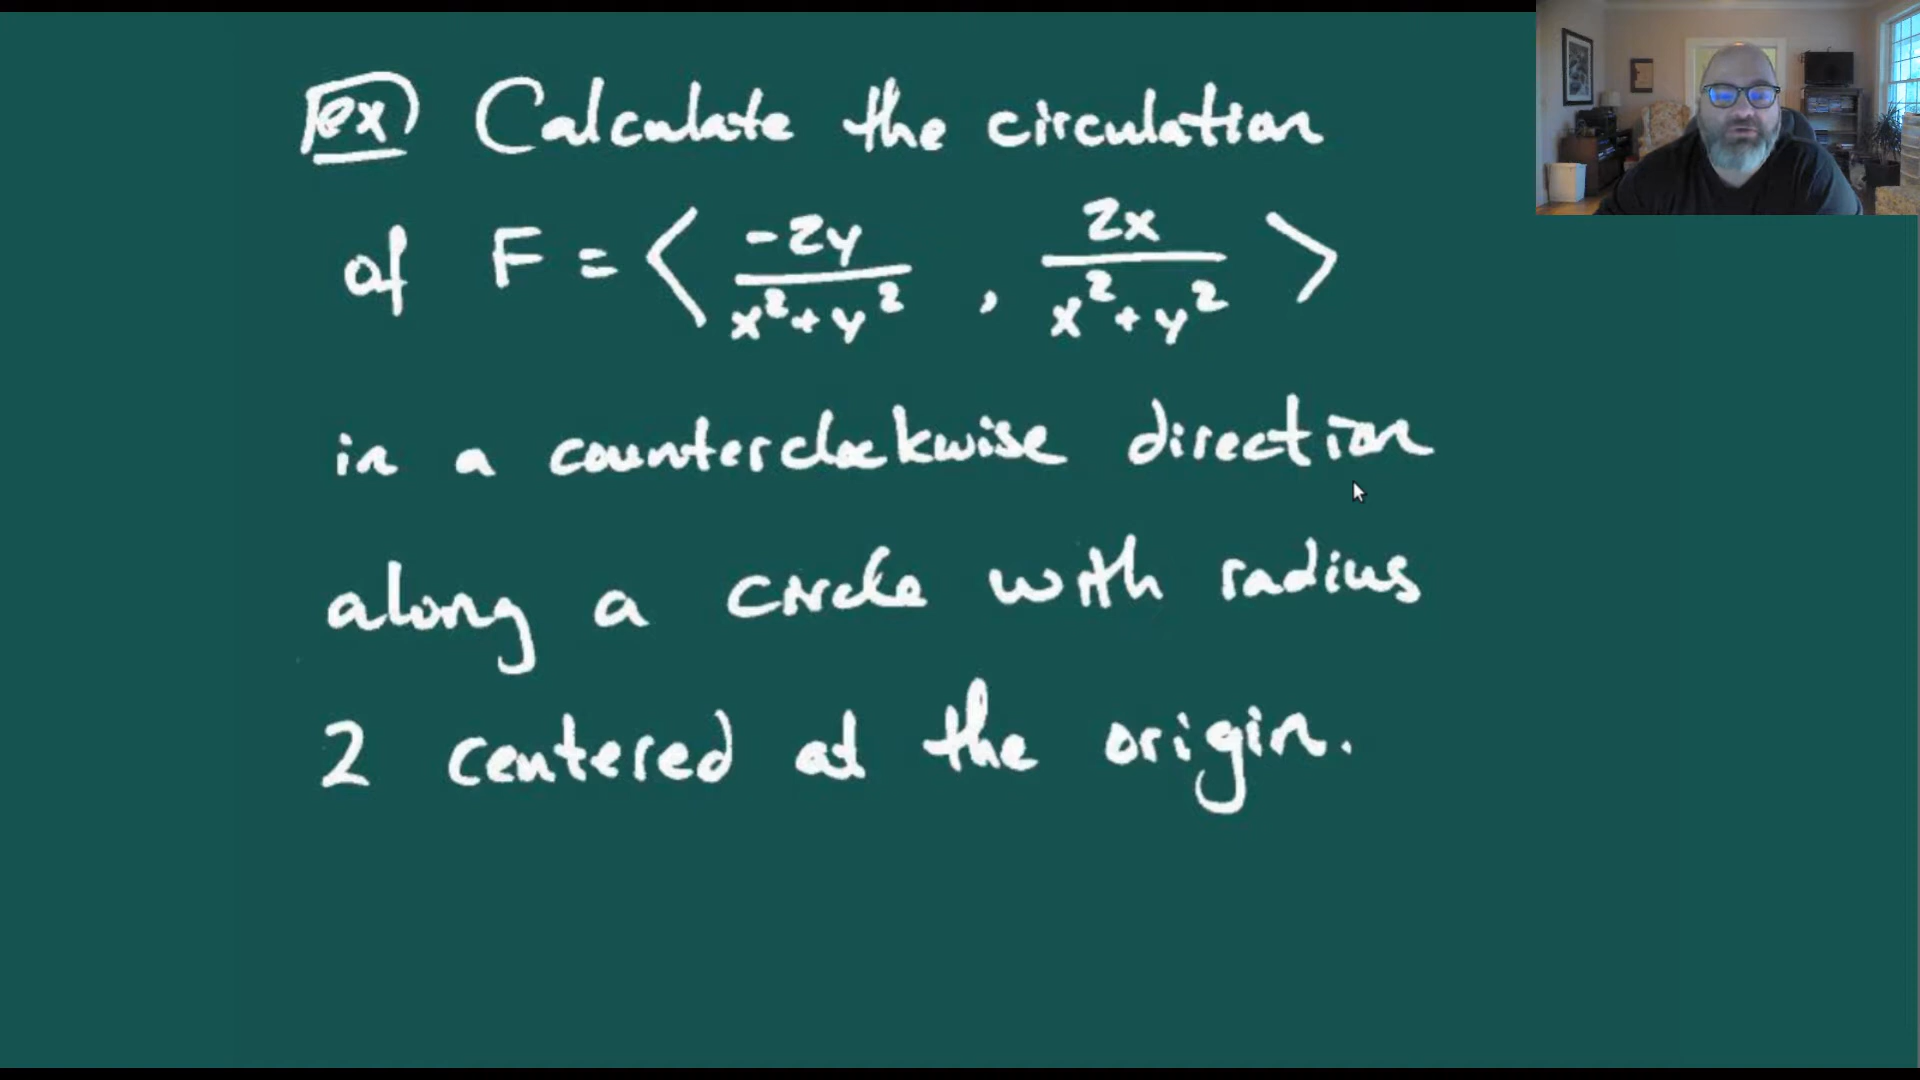 ex Calculate the circulation
of F = < -2y/x²+y² , 2x/x²+y² >
in a counterclockwise direction
along a circle with radius
2 centered at the origin.